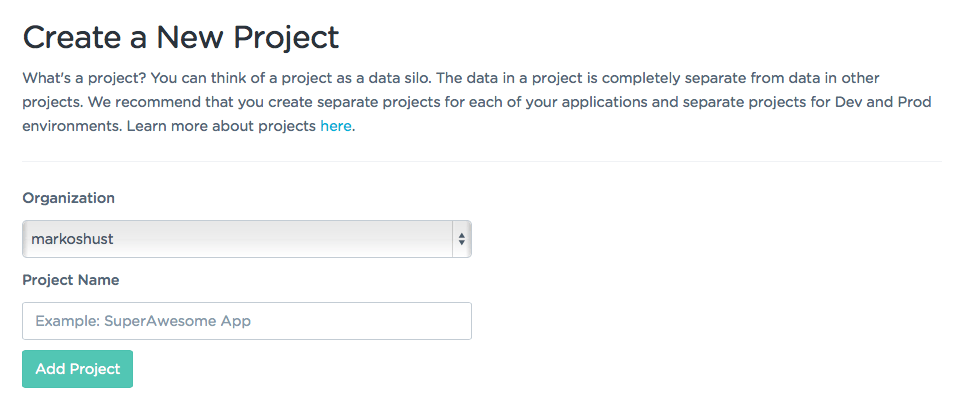 Create a New Project
What's a project? You can think of a project as a data silo. The data in a project is completely separate from data in other
projects. We recommend that you create separate projects for each of your applications and separate projects for Dev and Prod
environments. Learn more about projects here.
Organization
markoshust
Project Name
Example: SuperAwesome App
Add Project